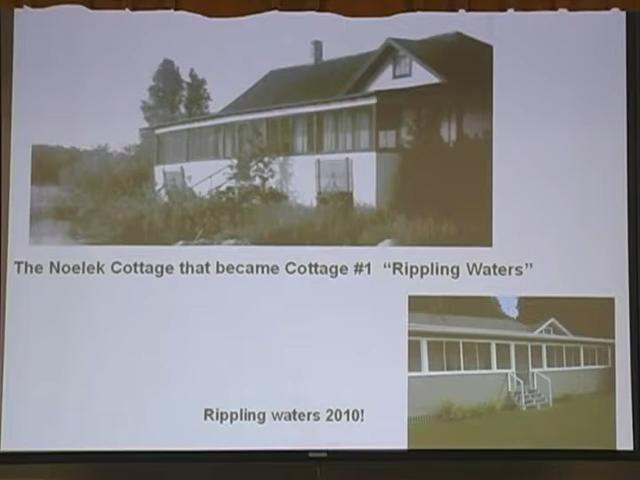 The Noelek Cottage that became Cottage #1 “Rippling Waters”
Rippling waters 2010!